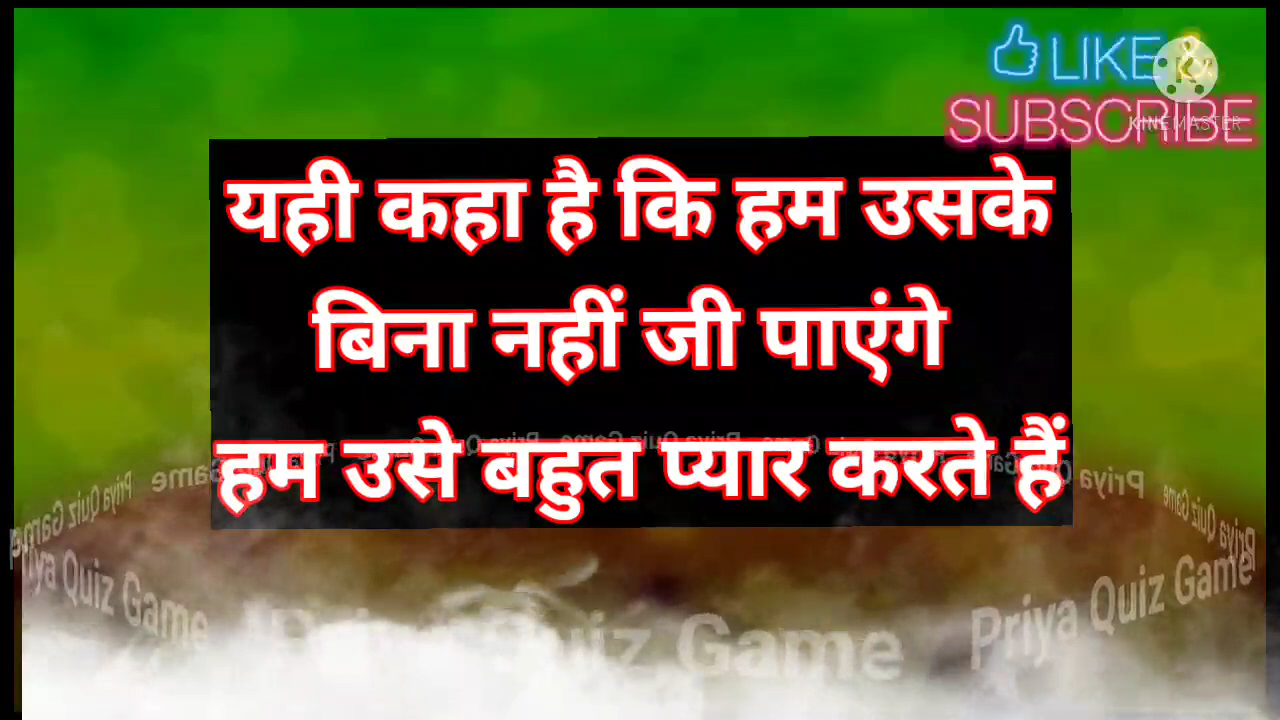 LIKE &
SUBSCRIBE
KINEMASTER
यही कहा है कि हम उसके
बिना नहीं जी पाएंगे
हम उसे बहुत प्यार करते हैं
Priya Quiz Game
Priya Quiz Game
Priya Quiz Game